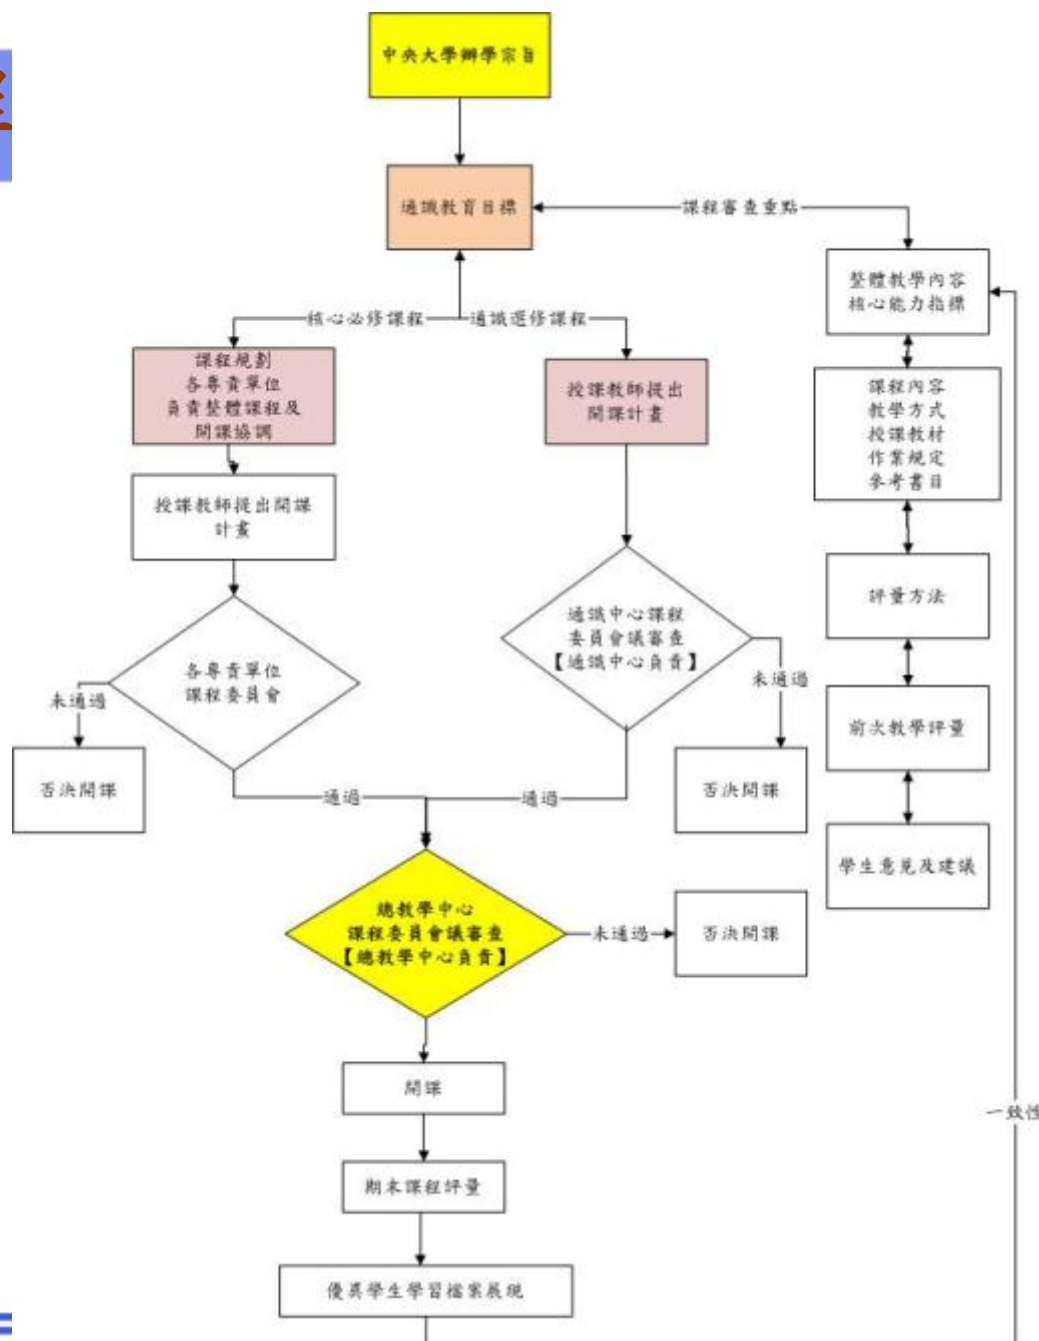 中央大學辦學宗旨
通識教育目標
課程審查重點
整體教學內容
核心能力指標
核心必修課程
通識選修課程
課程規劃
各專責單位
負責整體課程及
開課協調
授課教師提出
開課計畫
課程內容
教學方式
授課教材
作業規定
參考書目
授課教師提出開課
計畫
評量方法
通識中心課程
委員會議審查
【通識中心負責】
各專責單位
課程委員會
未通過
未通過
前次教學評量
否決開課
否決開課
通過
通過
學生意見及建議
總教學中心
課程委員會議審查
【總教學中心負責】
未通過
否決開課
開課
一致性
期末課程評量
優異學生學習檔案展現